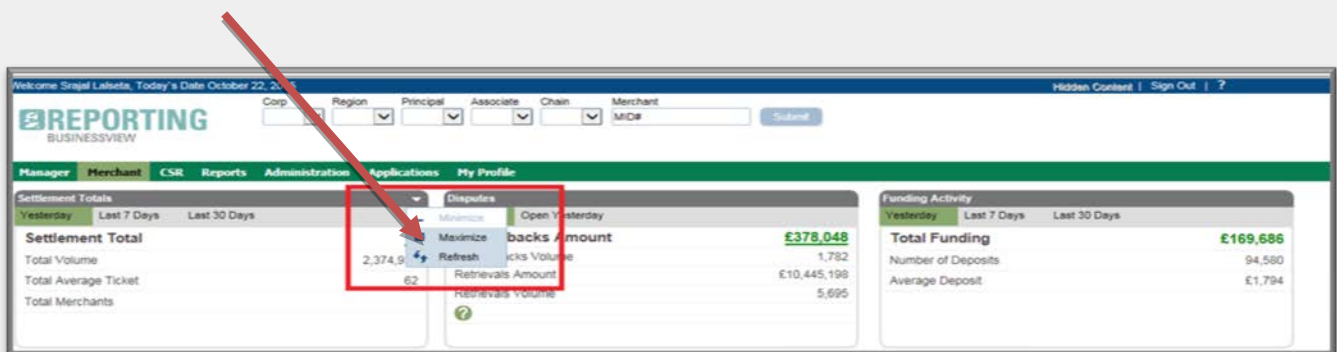 Welcome Srajal Lalseta, Today's Date October 22, 20
Hidden Content | Sign Out | ?
Corp Region Principal Associate Chain Merchant
REPORTING
MID# Submit
BUSINESSVIEW
Manager Merchant CSR Reports Administration Applications My Profile
Settlement Totals
Yesterday Last 7 Days Last 30 Days
Settlement Total
Total Volume 2,374,9
Total Average Ticket 62
Total Merchants
Minimize
Maximize
Refresh
Disputes
Open Yesterday
backs Amount £378,048
cks Volume 1,782
Retrievals Amount £10,445,198
Retrievals Volume 5,695
?
Funding Activity
Yesterday Last 7 Days Last 30 Days
Total Funding £169,686
Number of Deposits 94,580
Average Deposit £1,794